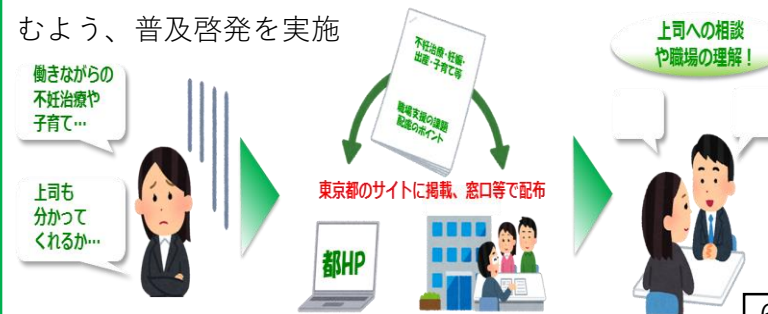 むよう、普及啓発を実施
働きながらの
不妊治療や
子育て…
上司も
分かって
くれるか…
不妊治療・妊娠・
出産・子育て等
職場支援の課題
配慮のポイント
東京都のサイトに掲載、窓口等で配布
都HP
上司への相談
や職場の理解！